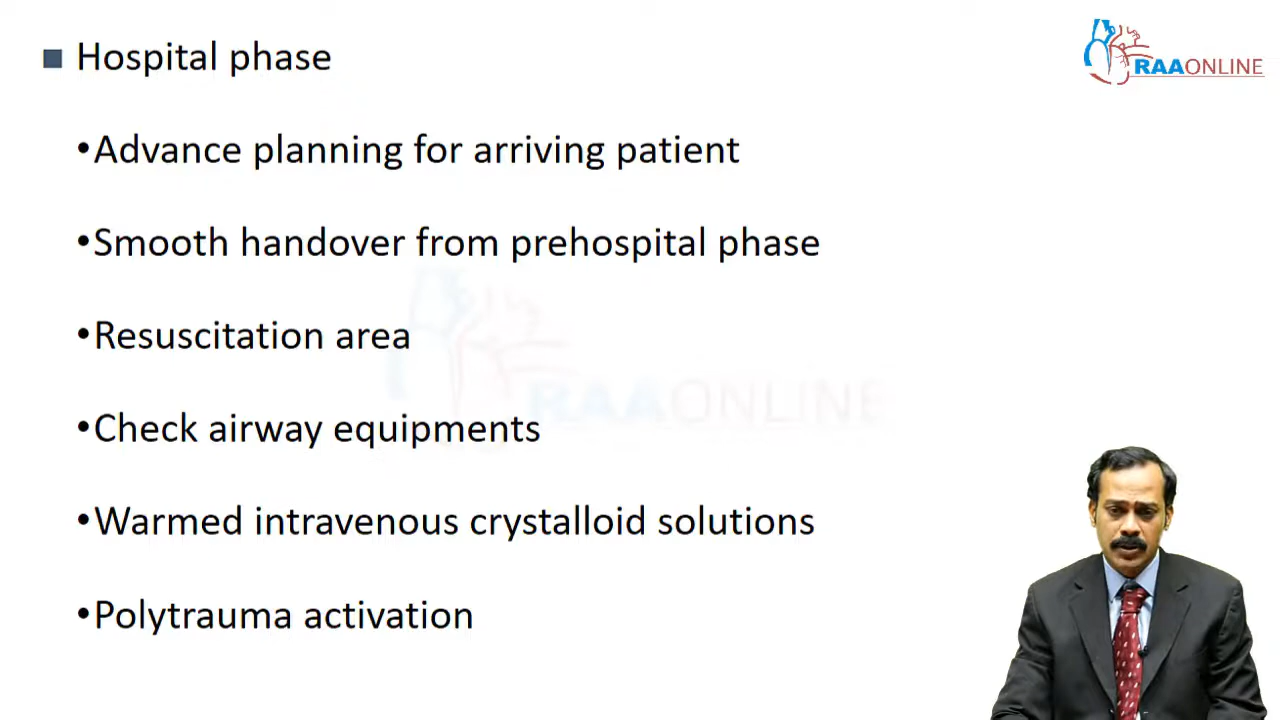 ■ Hospital phase
RAAONLINE
•Advance planning for arriving patient
•Smooth handover from prehospital phase
•Resuscitation area
RAAONLINE
•Check airway equipments
•Warmed intravenous crystalloid solutions
•Polytrauma activation